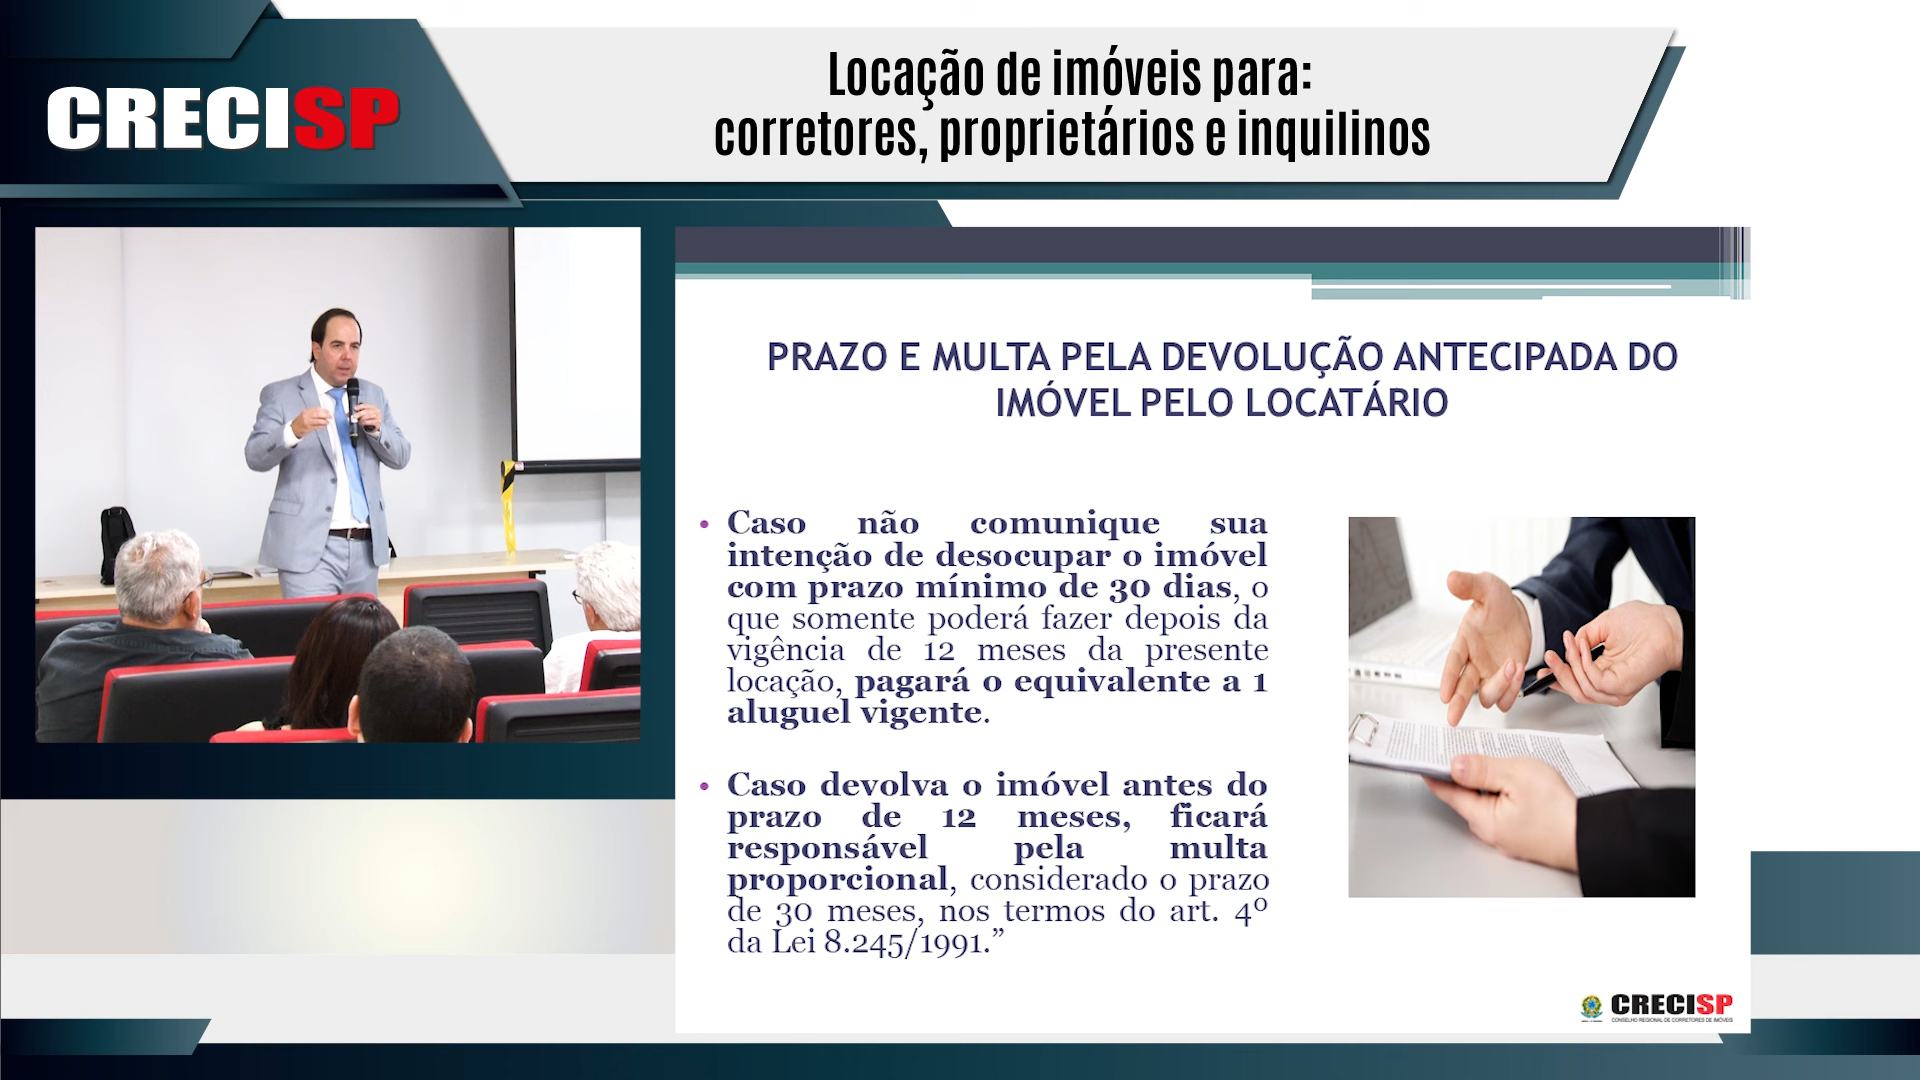 CRECISP
Locação de imóveis para:
corretores, proprietários e inquilinos
PRAZO E MULTA PELA DEVOLUÇÃO ANTECIPADA DO
IMÓVEL PELO LOCATÁRIO
• Caso não comunique sua
intenção de desocupar o imóvel
com prazo mínimo de 30 dias, o
que somente poderá fazer depois da
vigência de 12 meses da presente
locação, pagará o equivalente a 1
aluguel vigente.
• Caso devolva o imóvel antes do
prazo de 12 meses, ficará
responsável pela multa
proporcional, considerado o prazo
de 30 meses, nos termos do art. 4º
da Lei 8.245/1991.”
CRECISP
CONSELHO REGIONAL DE CORRETORES DE IMÓVEIS